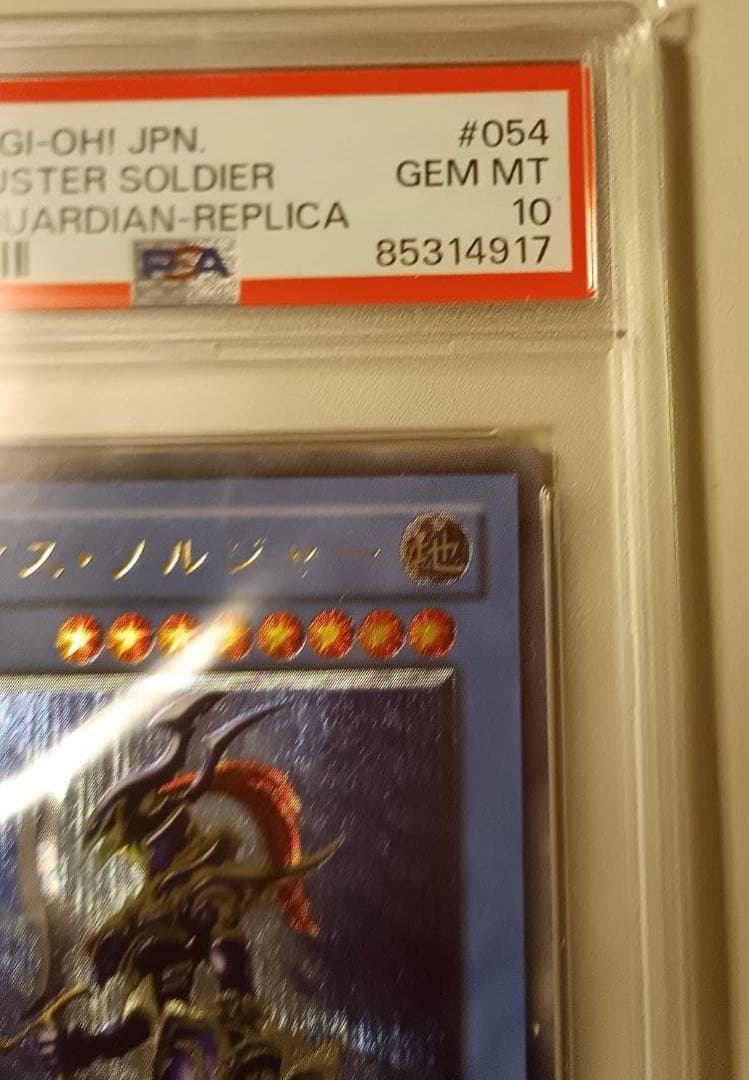 GI-OH! JPN. #054
USTER SOLDIER GEM MT
GUARDIAN-REPLICA 10
PSA 85314917
ス・ソルジャー 地